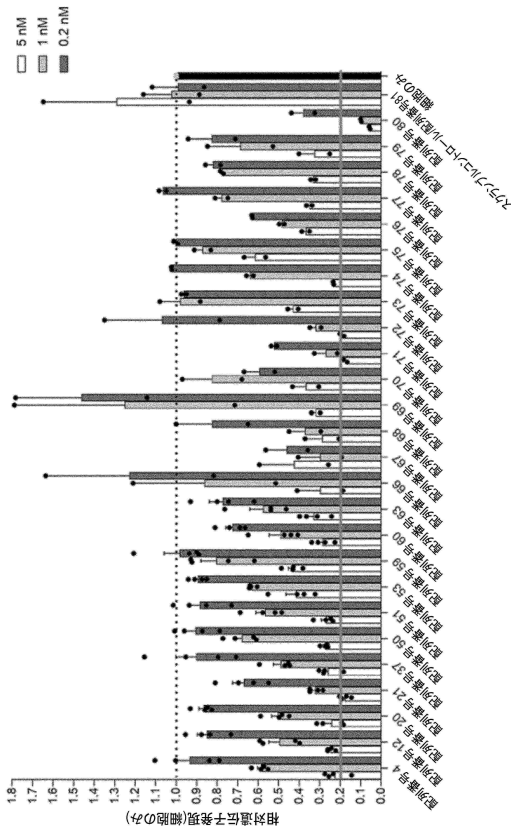 5 nM
1 nM
0.2 nM
相対遺伝子発現(細胞のみ)
1.8
1.7
1.6
1.5
1.4
1.3
1.2
1.1
1.0
0.9
0.8
0.7
0.6
0.5
0.4
0.3
0.2
0.1
0.0
配列番号 4
配列番号 12
配列番号 20
配列番号 21
配列番号 37
配列番号 50
配列番号 51
配列番号 53
配列番号 59
配列番号 60
配列番号 63
配列番号 66
配列番号 67
配列番号 68
配列番号 69
配列番号 70
配列番号 71
配列番号 72
配列番号 73
配列番号 74
配列番号 75
配列番号 76
配列番号 77
配列番号 78
配列番号 79
配列番号 80
スクランブルコントロール/配列番号81
細胞のみ